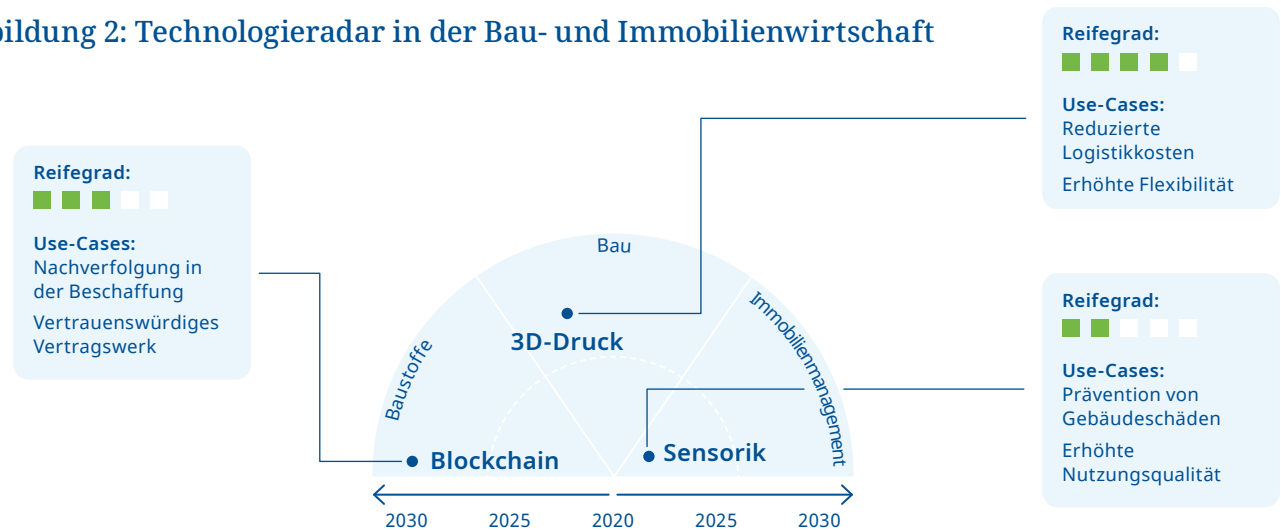 bildung 2: Technologieradar in der Bau- und Immobilienwirtschaft
Reifegrad:
Use-Cases:
Reduzierte
Logistikkosten
Erhöhte Flexibilität
Reifegrad:
Use-Cases:
Nachverfolgung in
der Beschaffung
Vertrauenswürdiges
Vertragswerk
Bau
Baustoffe
Immobilienmanagement
3D-Druck
Blockchain
Sensorik
Reifegrad:
Use-Cases:
Prävention von
Gebäudeschäden
Erhöhte
Nutzungsqualität
2030 2025 2020 2025 2030